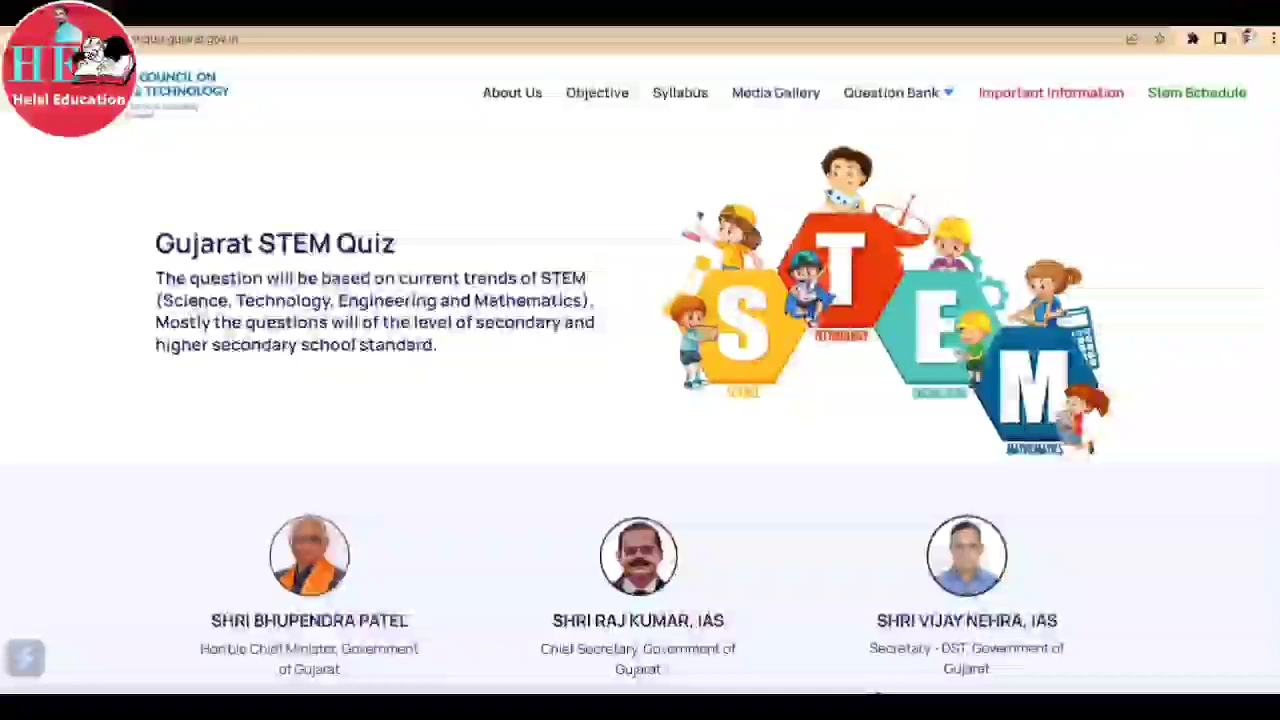 HE
Helsi Education
COUNCIL ON
& TECHNOLOGY
About Us Objective Syllabus Media Gallery Question Bank Important Information Stem Schedule
Gujarat STEM Quiz
The question will be based on current trends of STEM
(Science, Technology, Engineering and Mathematics).
Mostly the questions will of the level of secondary and
higher secondary school standard.
S
T
E
M
SCIENCE
TECHNOLOGY
MATHEMATICS
SHRI BHUPENDRA PATEL
Hon'ble Chief Minister, Government
of Gujarat
SHRI RAJ KUMAR, IAS
Chief Secretary, Government of
Gujarat
SHRI VIJAY NEHRA, IAS
Secretary - DST, Government of
Gujarat